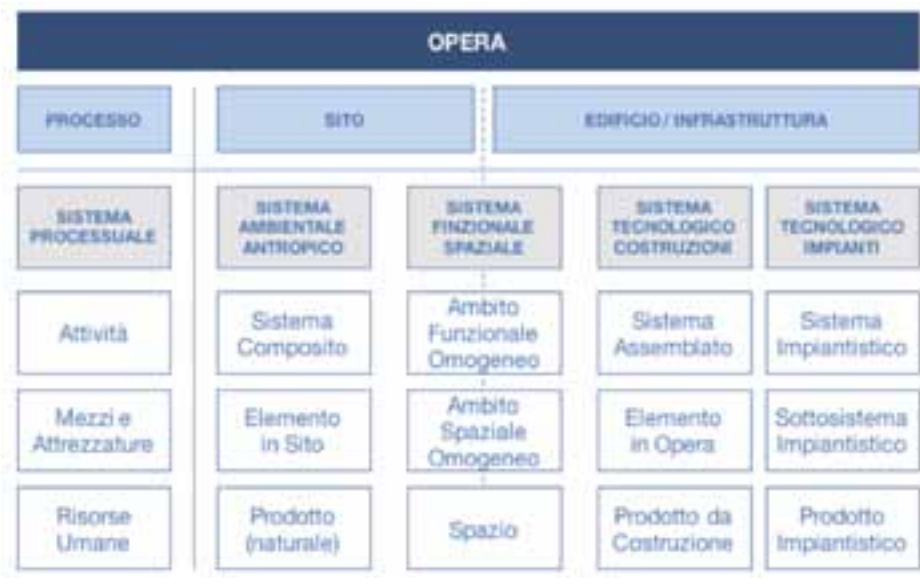 OPERA
PROCESSO
SITO
EDIFICIO / INFRASTRUTTURA
SISTEMA
PROCESSUALE
SISTEMA
AMBIENTALE
ANTROPICO
SISTEMA
FINZIONALE
SPAZIALE
SISTEMA
TECNOLOGICO
COSTRUZIONI
SISTEMA
TECNOLOGICO
IMPIANTI
Attività
Sistema
Composito
Ambito
Funzionale
Omogeneo
Sistema
Assemblato
Sistema
Impiantistico
Mezzi e
Attrezzature
Elemento
in Sito
Ambito
Spaziale
Omogeneo
Elemento
in Opera
Sottosistema
Impiantistico
Risorse
Umane
Prodotto
(naturale)
Spazio
Prodotto da
Costruzione
Prodotto
Impiantistico